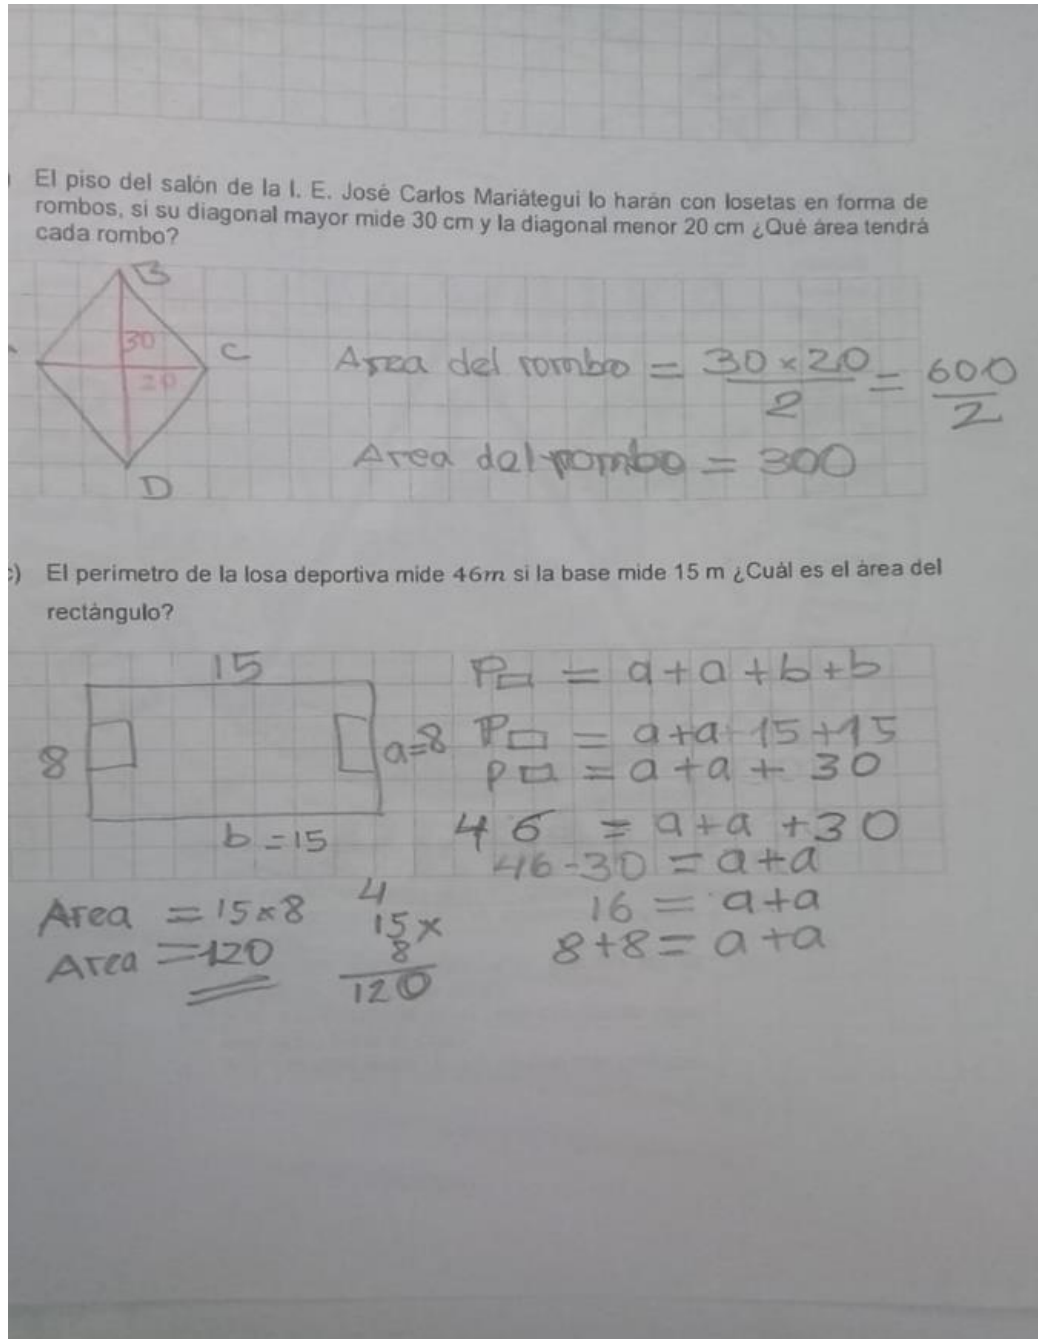 El piso del salón de la I. E. José Carlos Mariátegui lo harán con losetas en forma de
rombos, si su diagonal mayor mide 30 cm y la diagonal menor 20 cm ¿Qué área tendrá
cada rombo?
B
30
C
20
D
Area del rombo = 30 × 20 / 2 = 600 / 2
Area del rombo = 300
c) El perimetro de la losa deportiva mide 46m si la base mide 15 m ¿Cuál es el área del
rectángulo?
15
8
a=8
b=15
P▭ = a+a+b+b
P▭ = a+a+15+15
P▭ = a+a+30
46 = a+a+30
46-30 = a+a
16 = a+a
8+8 = a+a
Area = 15×8
Area = 120
4
15×
8
120